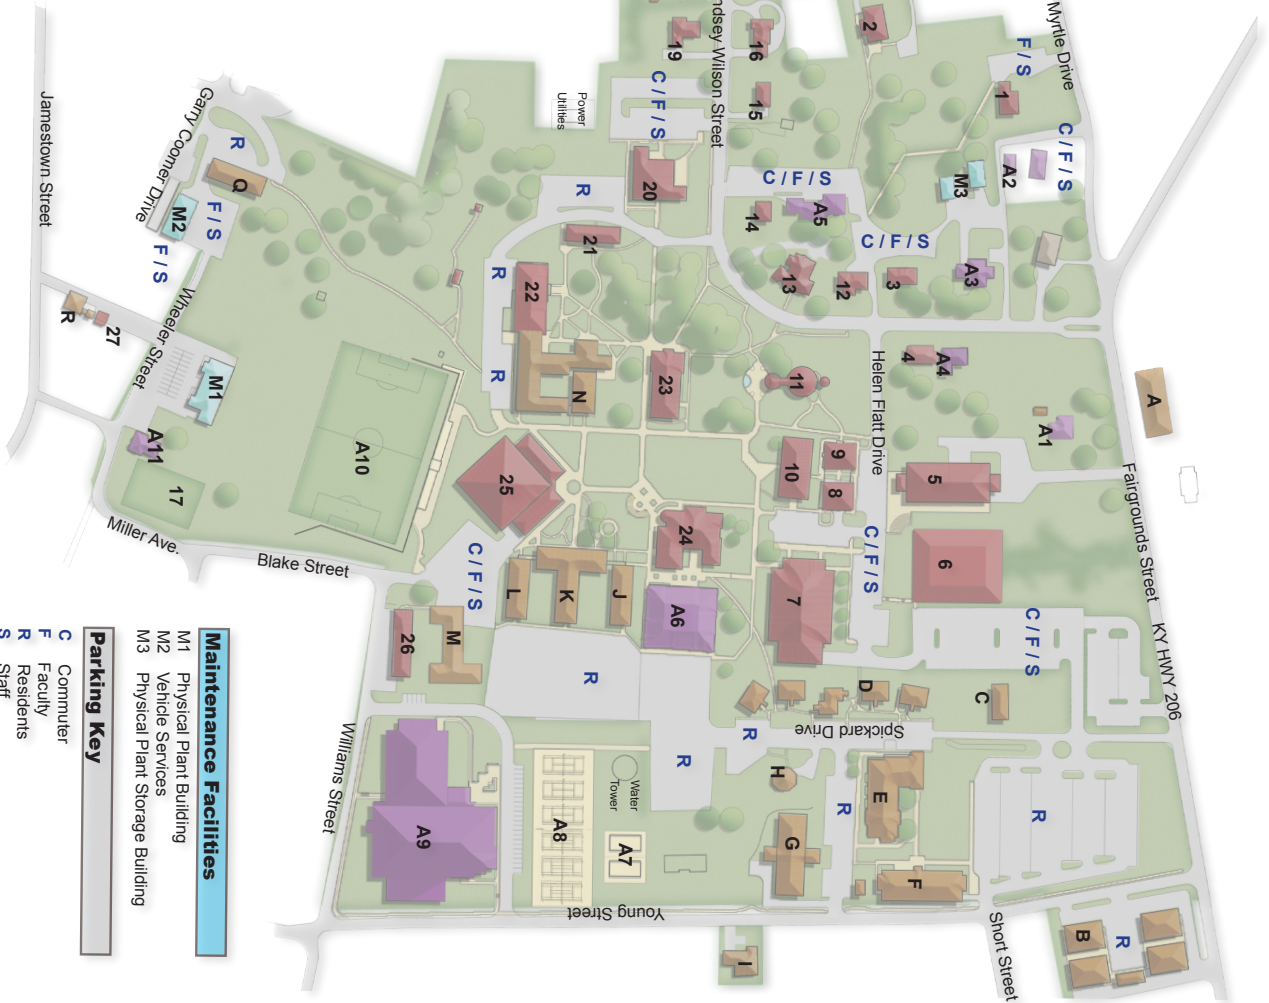 Jamestown Street
Garry Coomer Drive
Wheeler Street
Miller Ave.
Blake Street
Williams Street
Young Street
Short Street
Spickard Drive
Helen Flatt Drive
Fairgrounds Street
KY HWY 206
Myrtle Drive
ndsey Wilson Street
Power
Utilities
Water
Tower
1
2
3
4
5
6
7
8
9
10
11
12
13
14
15
16
17
19
20
21
22
23
24
25
26
27
A
B
C
D
E
F
G
H
I
J
K
L
M
N
Q
R
A1
A2
A3
A4
A5
A6
A7
A8
A9
A10
A11
M1
M2
M3
F / S
C / F / S
C / F / S
C / F / S
C / F / S
C / F / S
C / F / S
C / F / S
F / S
F / S
R
R
R
R
R
R
R
R
R
R
Maintenance Facilities
M1 Physical Plant Building
M2 Vehicle Services
M3 Physical Plant Storage Building
Parking Key
C Commuter
F Faculty
R Residents
S Staff